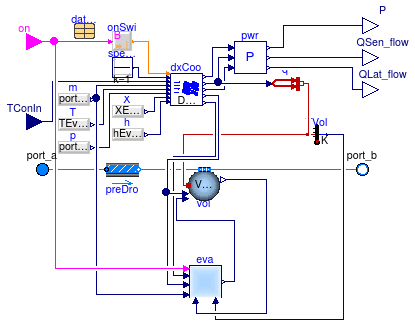 P
on
dat...
onSwi
B
pwr
P
QSen_flow
QLat_flow
spe...
k=1
dxCoo
D...
q
TConIn
m
port...
X
XE...
T
TEv...
h
hEv...
p
port...
Vol
K
port_a
port_b
preDro
V...
vol
eva